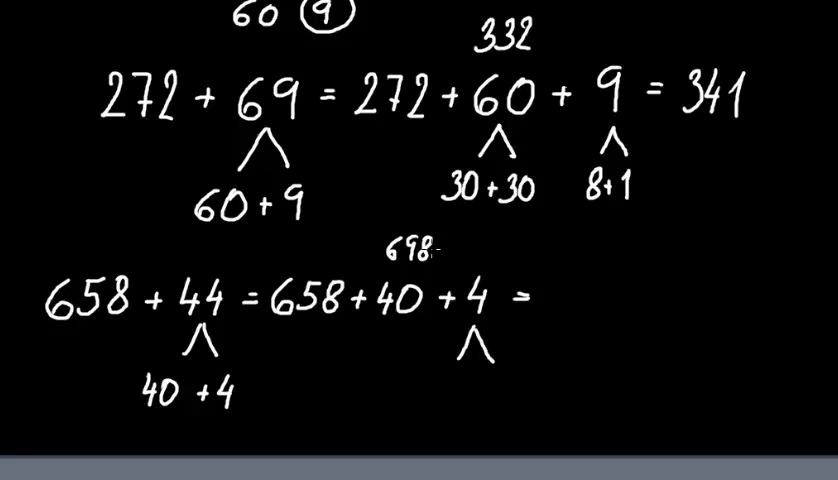 60 9
332
272 + 69 = 272 + 60 + 9 = 341
60 + 9 30 + 30 8 + 1
698
658 + 44 = 658 + 40 + 4 =
40 + 4